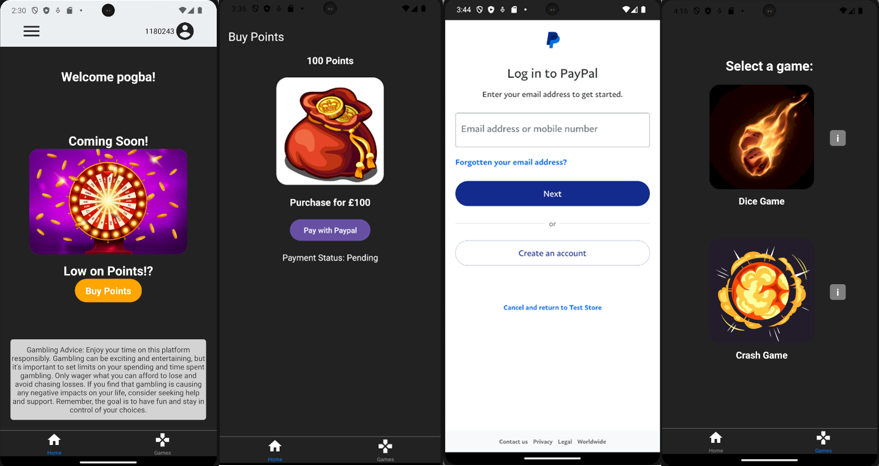 2:30
1180243
Welcome pogba!
Coming Soon!
Low on Points!?
Buy Points
Gambling Advice: Enjoy your time on this platform
responsibly. Gambling can be exciting and entertaining, but
it's important to set limits on your spending and time spent
gambling. Only wager what you can afford to lose and
avoid chasing losses. If you find that gambling is causing
any negative impacts on your life, consider seeking help
and support. Remember, the goal is to have fun and stay in
control of your choices.
Home
Games
3:36
Buy Points
100 Points
Purchase for £100
Pay with Paypal
Payment Status: Pending
Home
Games
3:44
Log in to PayPal
Enter your email address to get started.
Email address or mobile number
Forgotten your email address?
Next
or
Create an account
Cancel and return to Test Store
Contact us Privacy Legal Worldwide
4:16
Select a game:
i
Dice Game
i
Crash Game
Home
Games